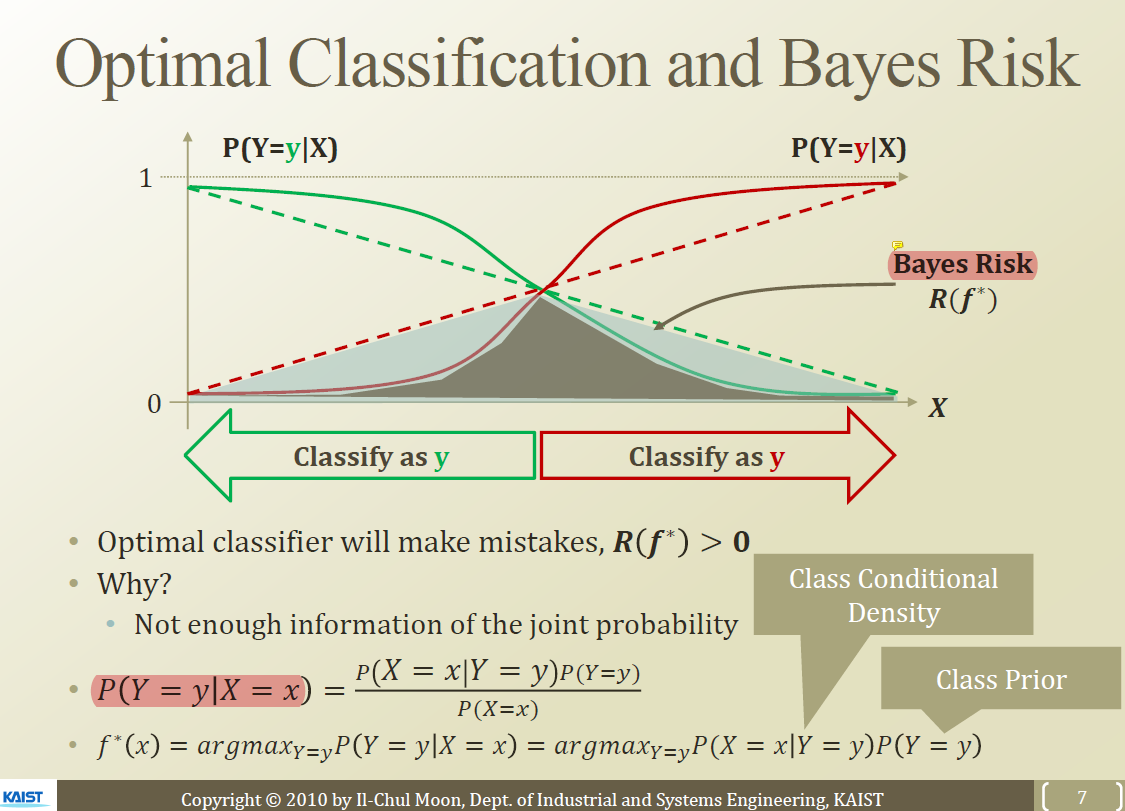 Optimal Classification and Bayes Risk
P(Y=y|X)
P(Y=y|X)
1
Bayes Risk
R(f*)
0
X
Classify as y
Classify as y
• Optimal classifier will make mistakes, R(f*) > 0
• Why?
• Not enough information of the joint probability
Class Conditional
Density
Class Prior
• P(Y = y|X = x) = P(X = x|Y = y)P(Y=y) / P(X=x)
• f*(x) = argmax_{Y=y}P(Y = y|X = x) = argmax_{Y=y}P(X = x|Y = y)P(Y = y)
KAIST
Copyright © 2010 by Il-Chul Moon, Dept. of Industrial and Systems Engineering, KAIST
7